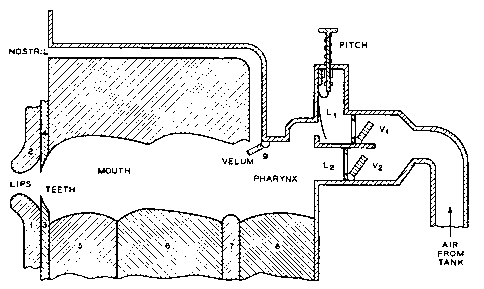 PITCH
NOSTRIL
L1
V1
2
4
VELUM
9
L2
V2
MOUTH
PHARYNX
LIPS
TEETH
1
3
5
6
7
8
AIR
FROM
TANK